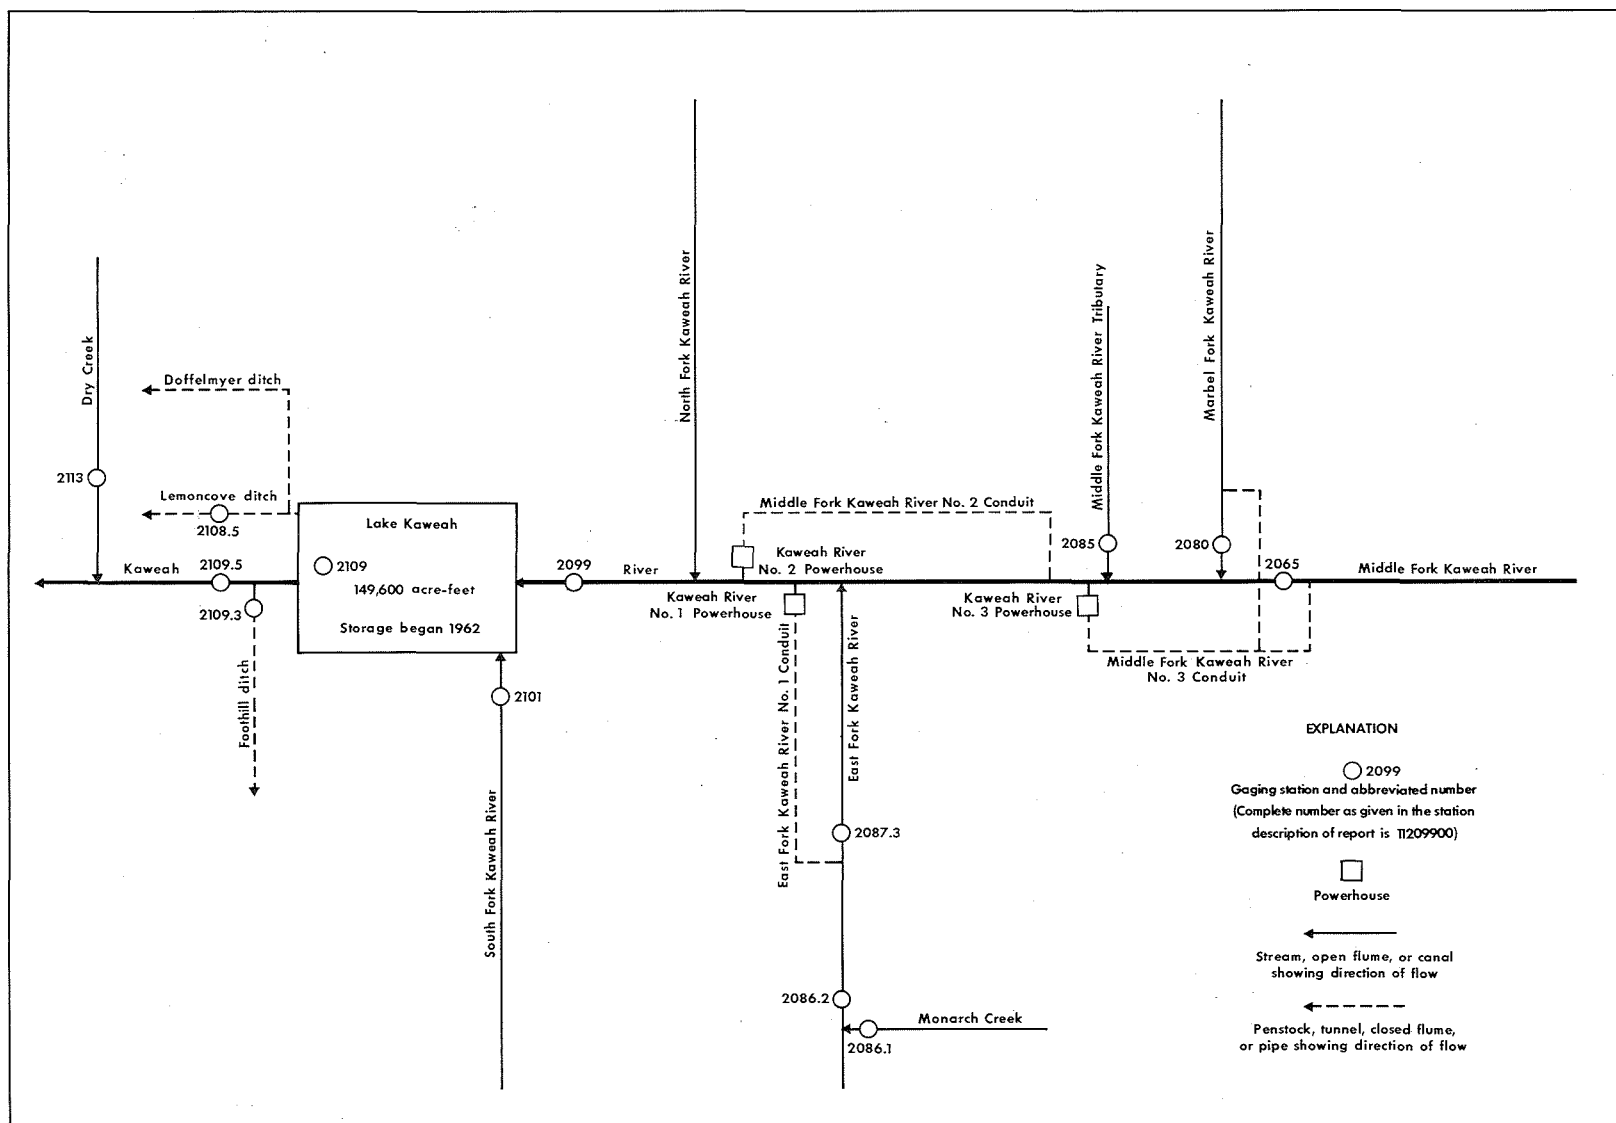 Dry Creek
Doffelmyer ditch
2113
Lemoncove ditch
2108.5
Kaweah
2109.5
2109.3
Foothill ditch
Lake Kaweah
2109
149,600 acre-feet
Storage began 1962
2101
South Fork Kaweah River
2099
River
North Fork Kaweah River
Middle Fork Kaweah River No. 2 Conduit
Kaweah River
No. 2 Powerhouse
Kaweah River
No. 1 Powerhouse
East Fork Kaweah River No. 1 Conduit
East Fork Kaweah River
2087.3
2086.2
Monarch Creek
2086.1
Middle Fork Kaweah River Tributary
2085
Kaweah River
No. 3 Powerhouse
Marbel Fork Kaweah River
2080
2065
Middle Fork Kaweah River
Middle Fork Kaweah River
No. 3 Conduit
EXPLANATION
2099
Gaging station and abbreviated number
(Complete number as given in the station
description of report is 11209900)
Powerhouse
Stream, open flume, or canal
showing direction of flow
Penstock, tunnel, closed flume,
or pipe showing direction of flow